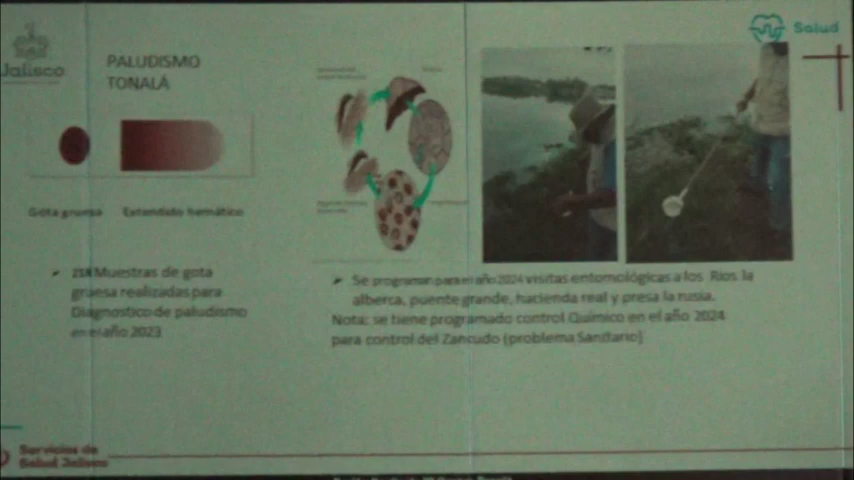 Jalisco
Salud
PALUDISMO
TONALÁ
Gota gruesa
Extendido hemático
Muestras de gota
gruesa realizadas para
Diagnostico de paludismo
en el año 2023
Se programan para el año 2024 visitas entomológicas a los Rios la
alberca, puente grande, hacienda real y presa la rusia.
Nota: se tiene programado control Químico en el año 2024
para control del Zancudo (problema Sanitario)
Servicios de
Salud Jalisco